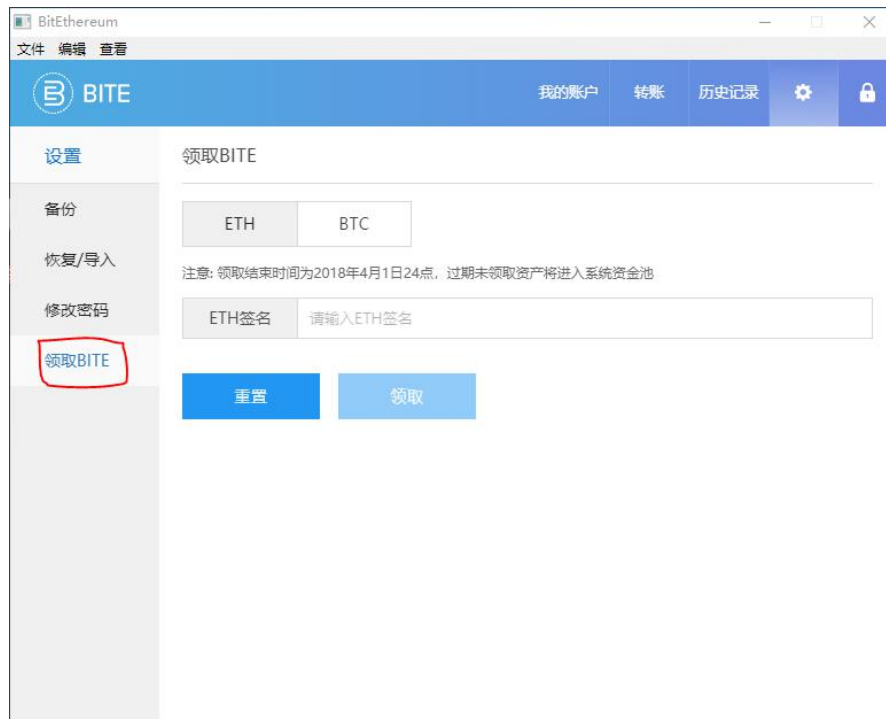 BitEthereum
文件 编辑 查看
BITE 我的账户 转账 历史记录
设置
领取BITE
备份
ETH BTC
恢复/导入
注意: 领取结束时间为2018年4月1日24点，过期未领取资产将进入系统资金池
修改密码
ETH签名 请输入ETH签名
领取BITE
重置 领取